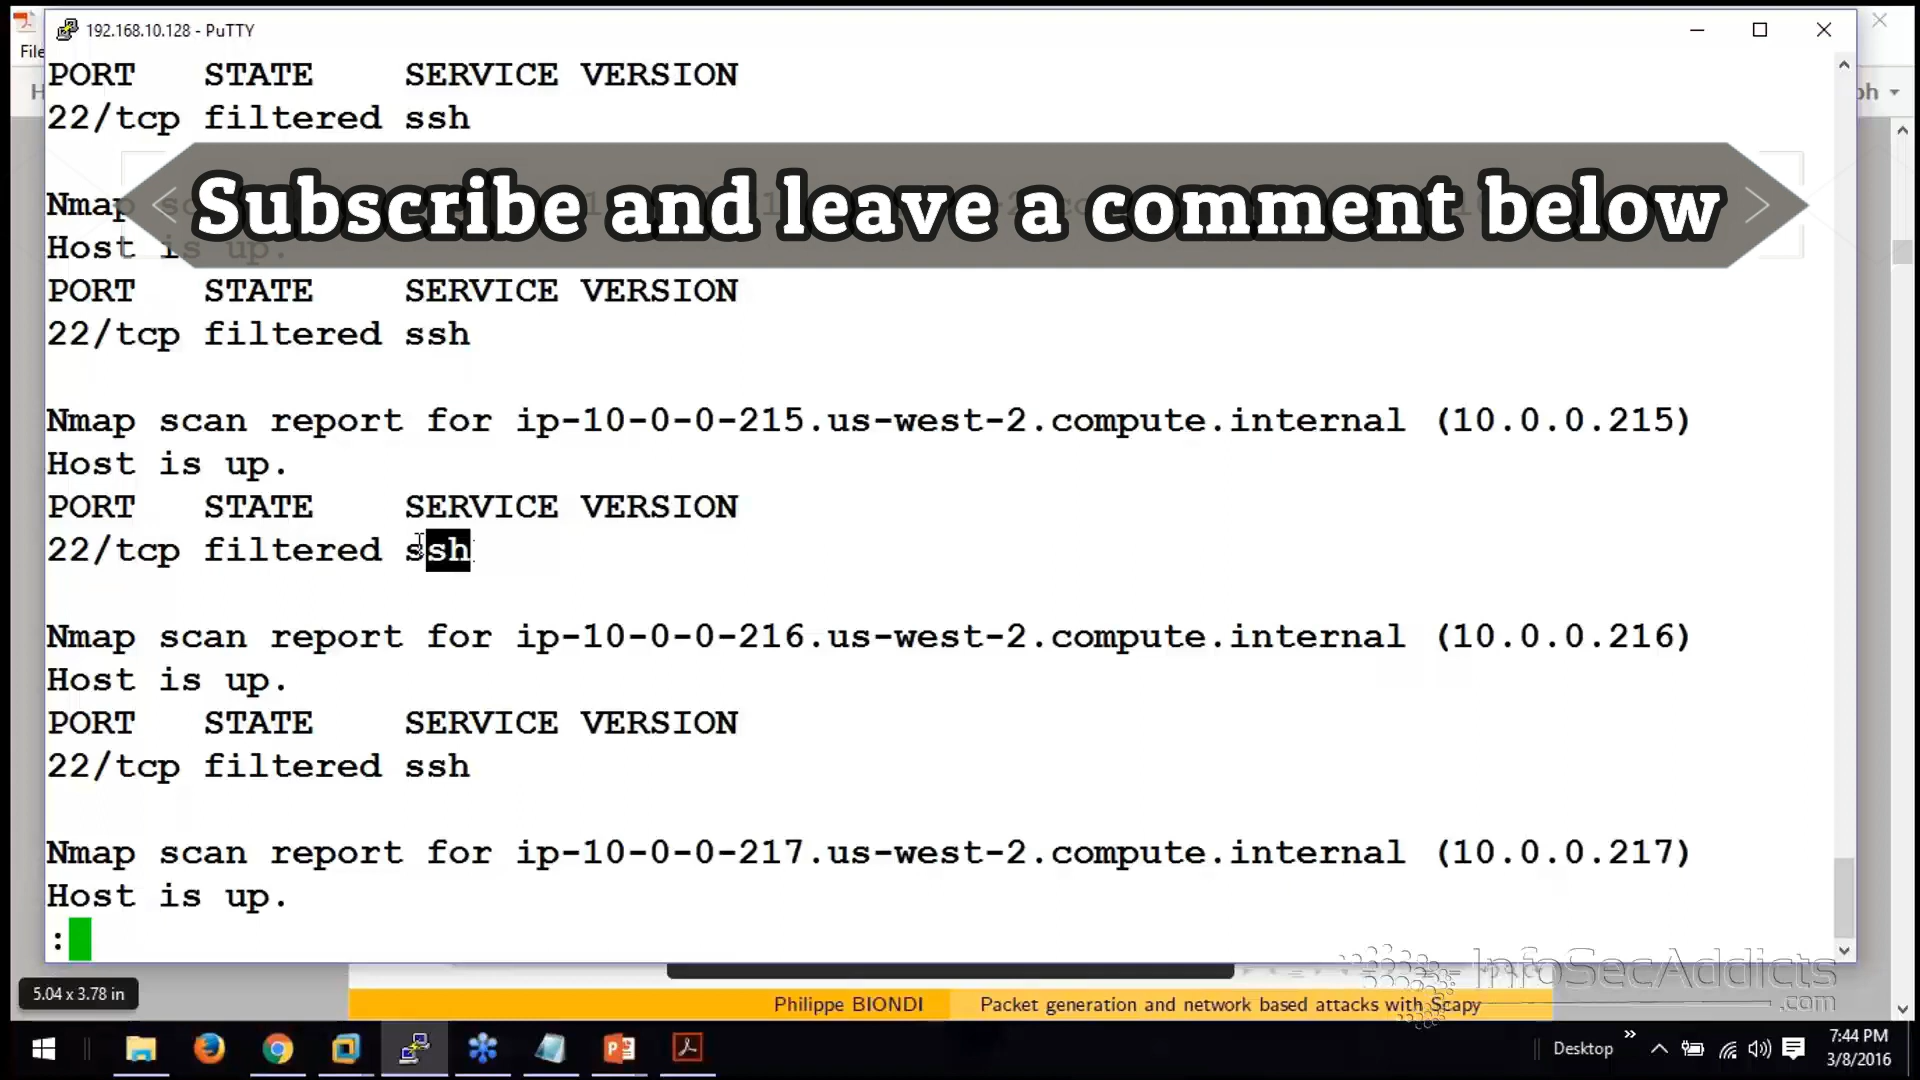 192.168.10.128 - PuTTY
File
PORT   STATE    SERVICE VERSION
22/tcp filtered ssh
Subscribe and leave a comment below
Nmap
Host is up.
PORT   STATE    SERVICE VERSION
22/tcp filtered ssh
Nmap scan report for ip-10-0-0-215.us-west-2.compute.internal (10.0.0.215)
Host is up.
PORT   STATE    SERVICE VERSION
22/tcp filtered ssh
Nmap scan report for ip-10-0-0-216.us-west-2.compute.internal (10.0.0.216)
Host is up.
PORT   STATE    SERVICE VERSION
22/tcp filtered ssh
Nmap scan report for ip-10-0-0-217.us-west-2.compute.internal (10.0.0.217)
Host is up.
:
InfoSecAddicts
.com
5.04 x 3.78 in
Philippe BIONDI Packet generation and network based attacks with Scapy
Desktop
7:44 PM
3/8/2016